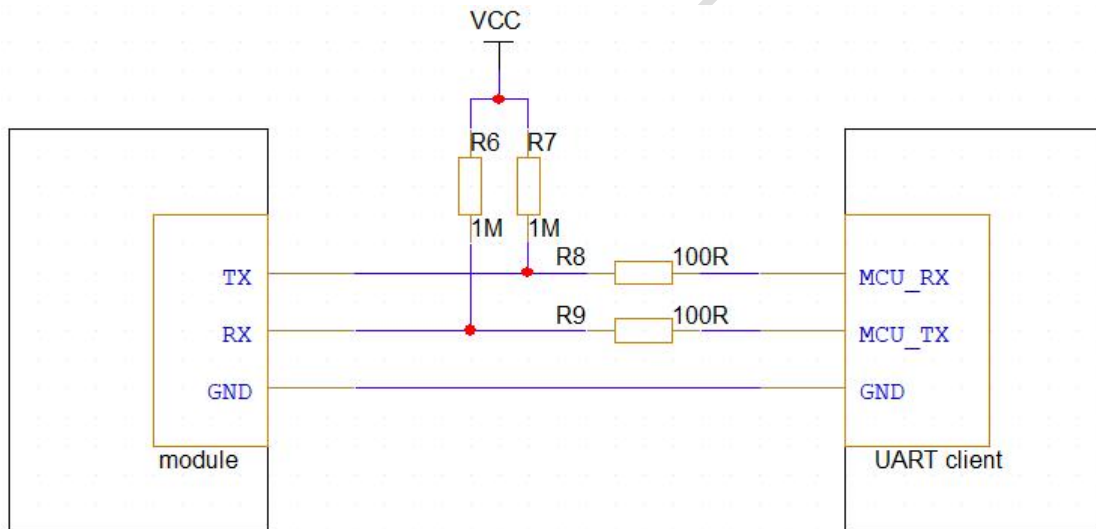 VCC
R6 R7
1M 1M
TX R8 100R MCU_RX
RX R9 100R MCU_TX
GND GND
module UART client